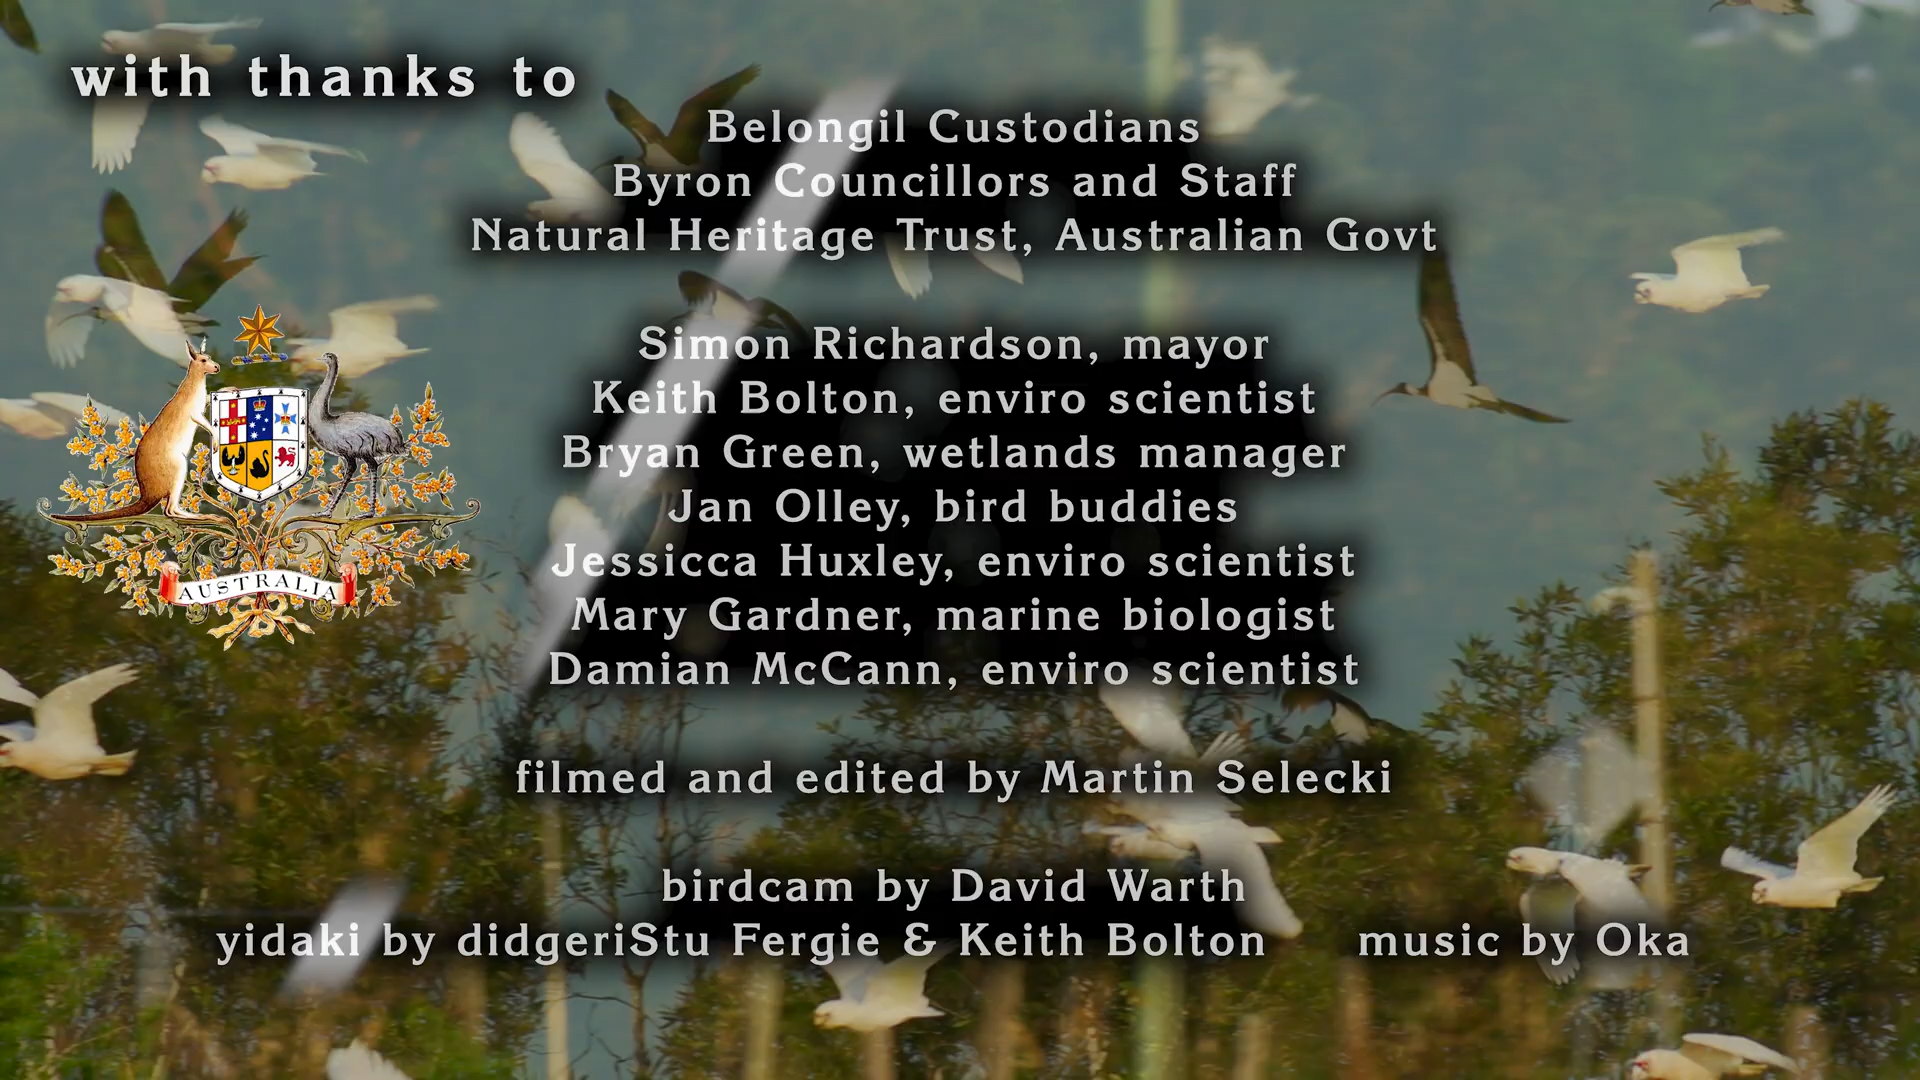 with thanks to
Belongil Custodians
Byron Councillors and Staff
Natural Heritage Trust, Australian Govt
Simon Richardson, mayor
Keith Bolton, enviro scientist
Bryan Green, wetlands manager
Jan Olley, bird buddies
Jessicca Huxley, enviro scientist
Mary Gardner, marine biologist
Damian McCann, enviro scientist
AUSTRALIA
filmed and edited by Martin Selecki
birdcam by David Warth
yidaki by didgeriStu Fergie & Keith Bolton music by Oka